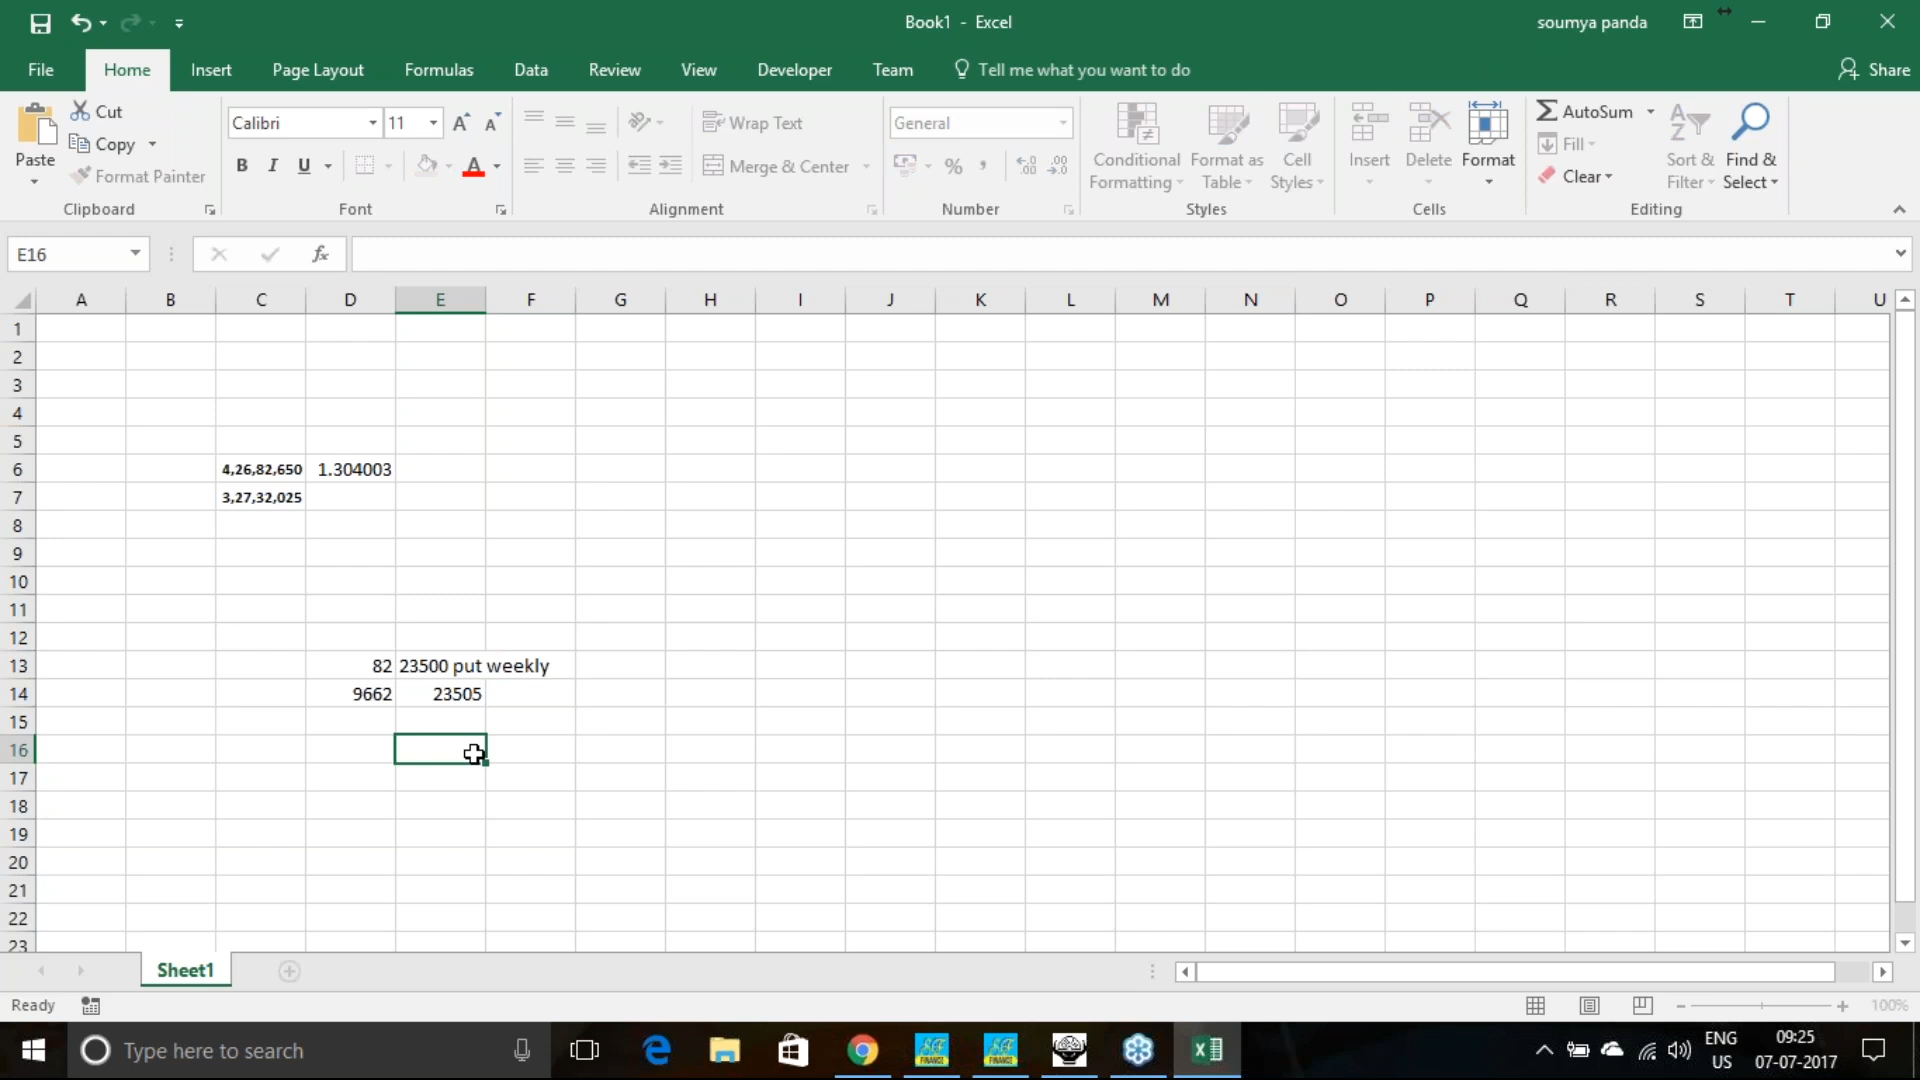 Book1 - Excel
soumya panda
File Home Insert Page Layout Formulas Data Review View Developer Team Tell me what you want to do Share
Paste
Cut
Copy
Format Painter
Clipboard
Calibri 11
B I U
Font
Wrap Text
Merge & Center
Alignment
General
%
Number
Conditional Formatting
Format as Table
Cell Styles
Styles
Insert Delete Format
Cells
AutoSum
Fill
Clear
Sort & Filter
Find & Select
Editing
E16 fx
A B C D E F G H I J K L M N O P Q R S T U
1
2
3
4
5
6 4,26,82,650 1.304003
7 3,27,32,025
8
9
10
11
12
13 82 23500 put weekly
14 9662 23505
15
16
17
18
19
20
21
22
23
Sheet1
Ready 100%
Type here to search
FINANCE
FINANCE
ENG
US
09:25
07-07-2017